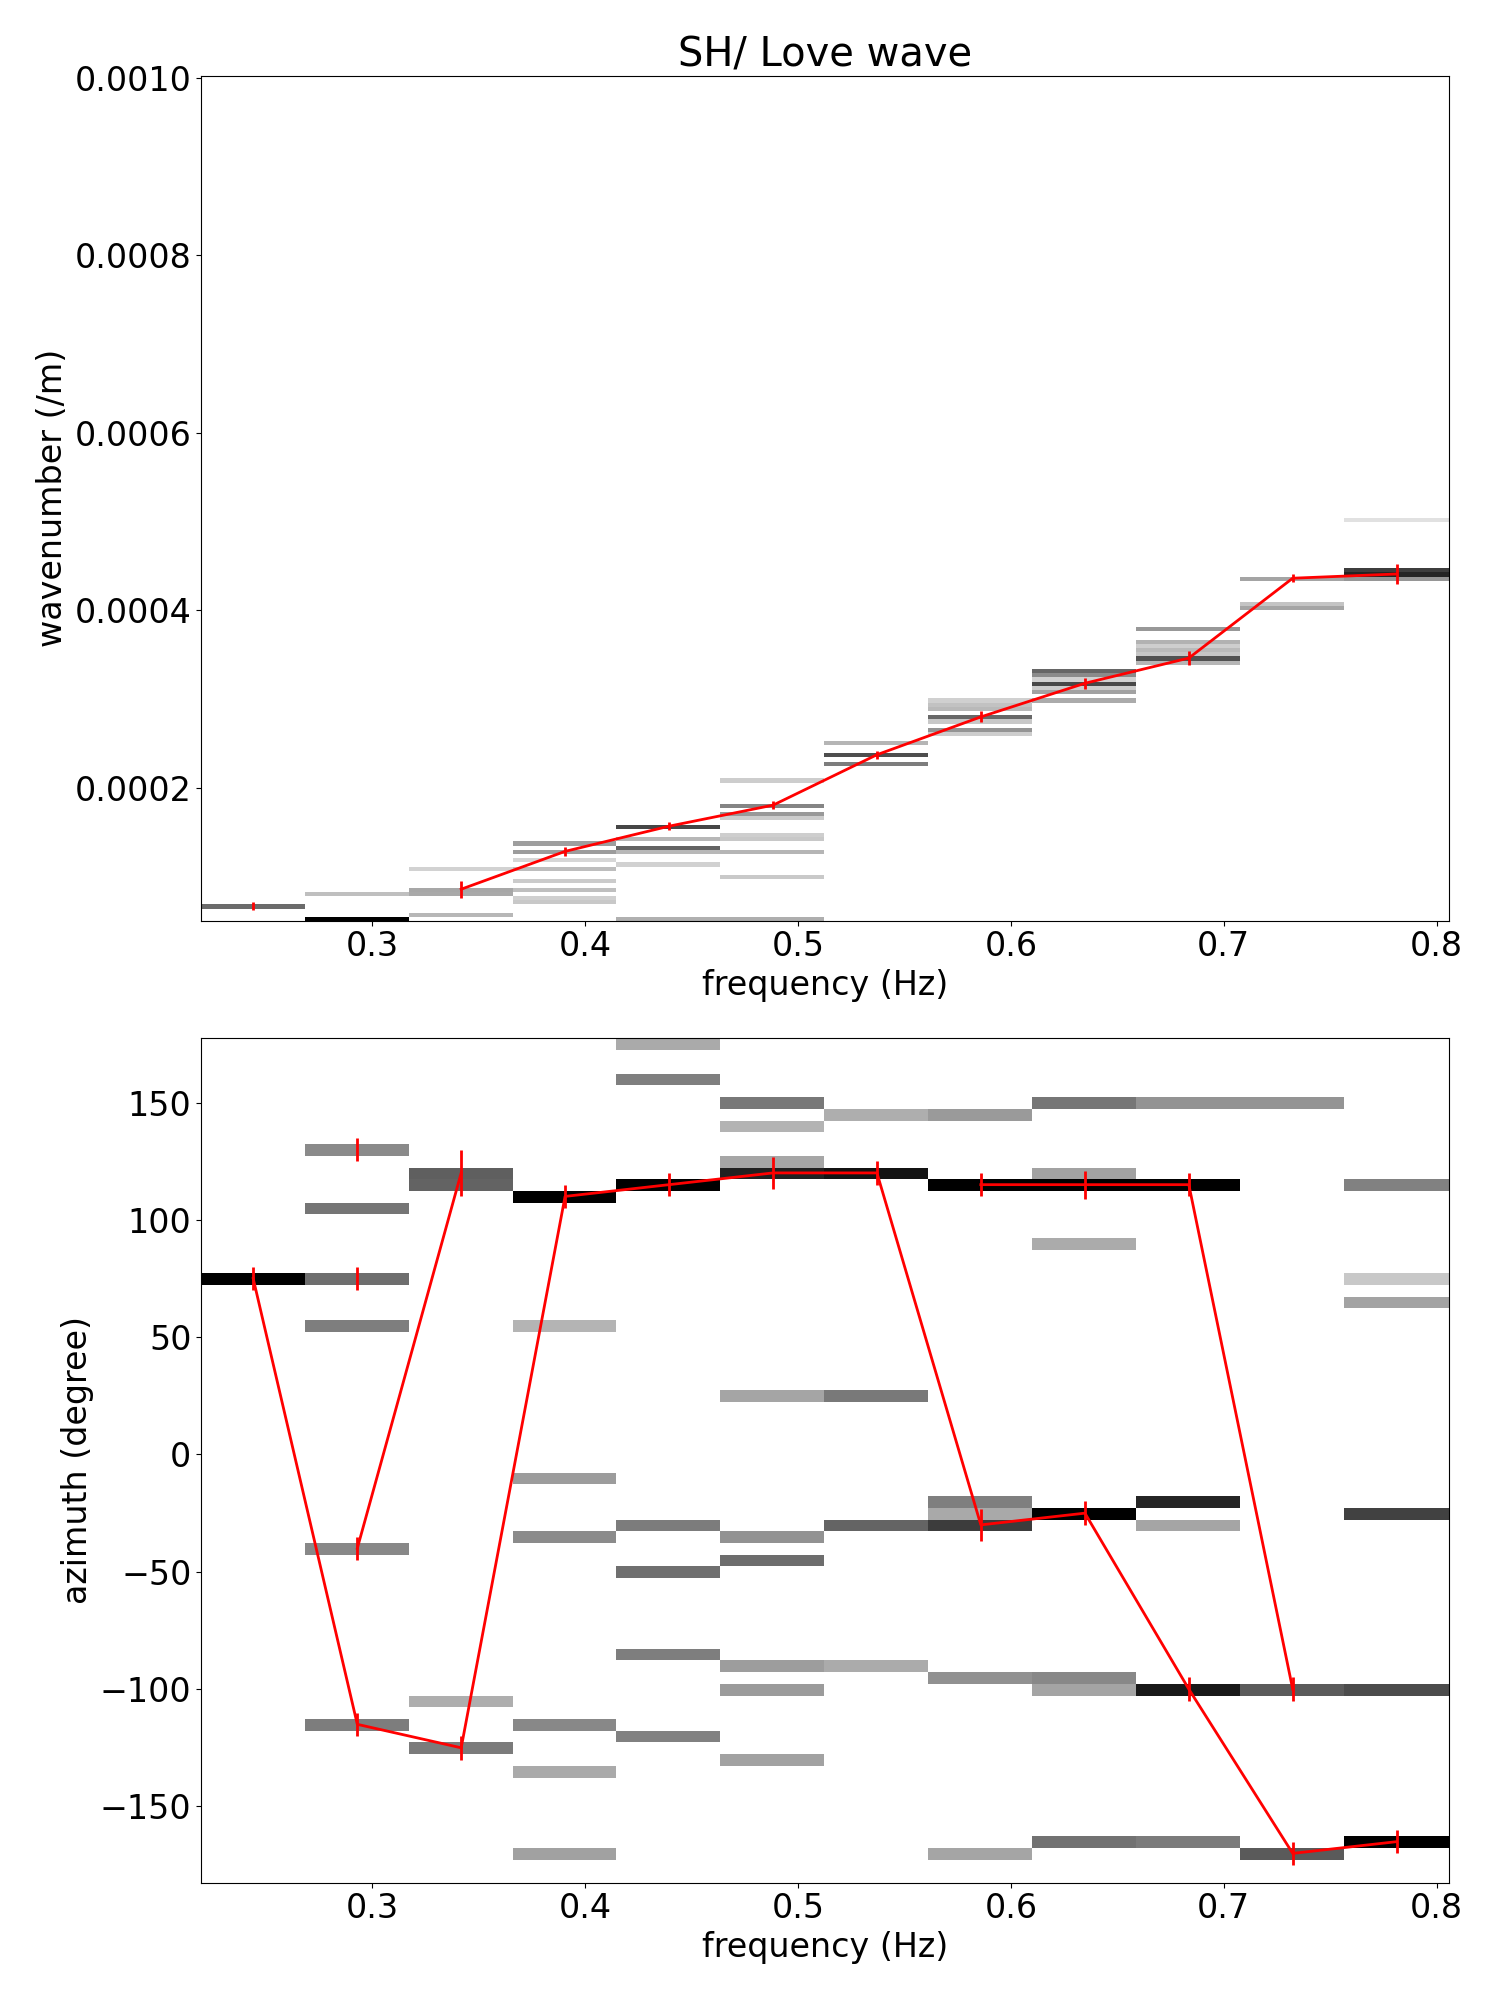 SH/ Love wave
0.0010
0.0008
0.0006
0.0004
0.0002
wavenumber (/m)
0.3 0.4 0.5 0.6 0.7 0.8
frequency (Hz)
150
100
50
0
−50
−100
−150
azimuth (degree)
0.3 0.4 0.5 0.6 0.7 0.8
frequency (Hz)